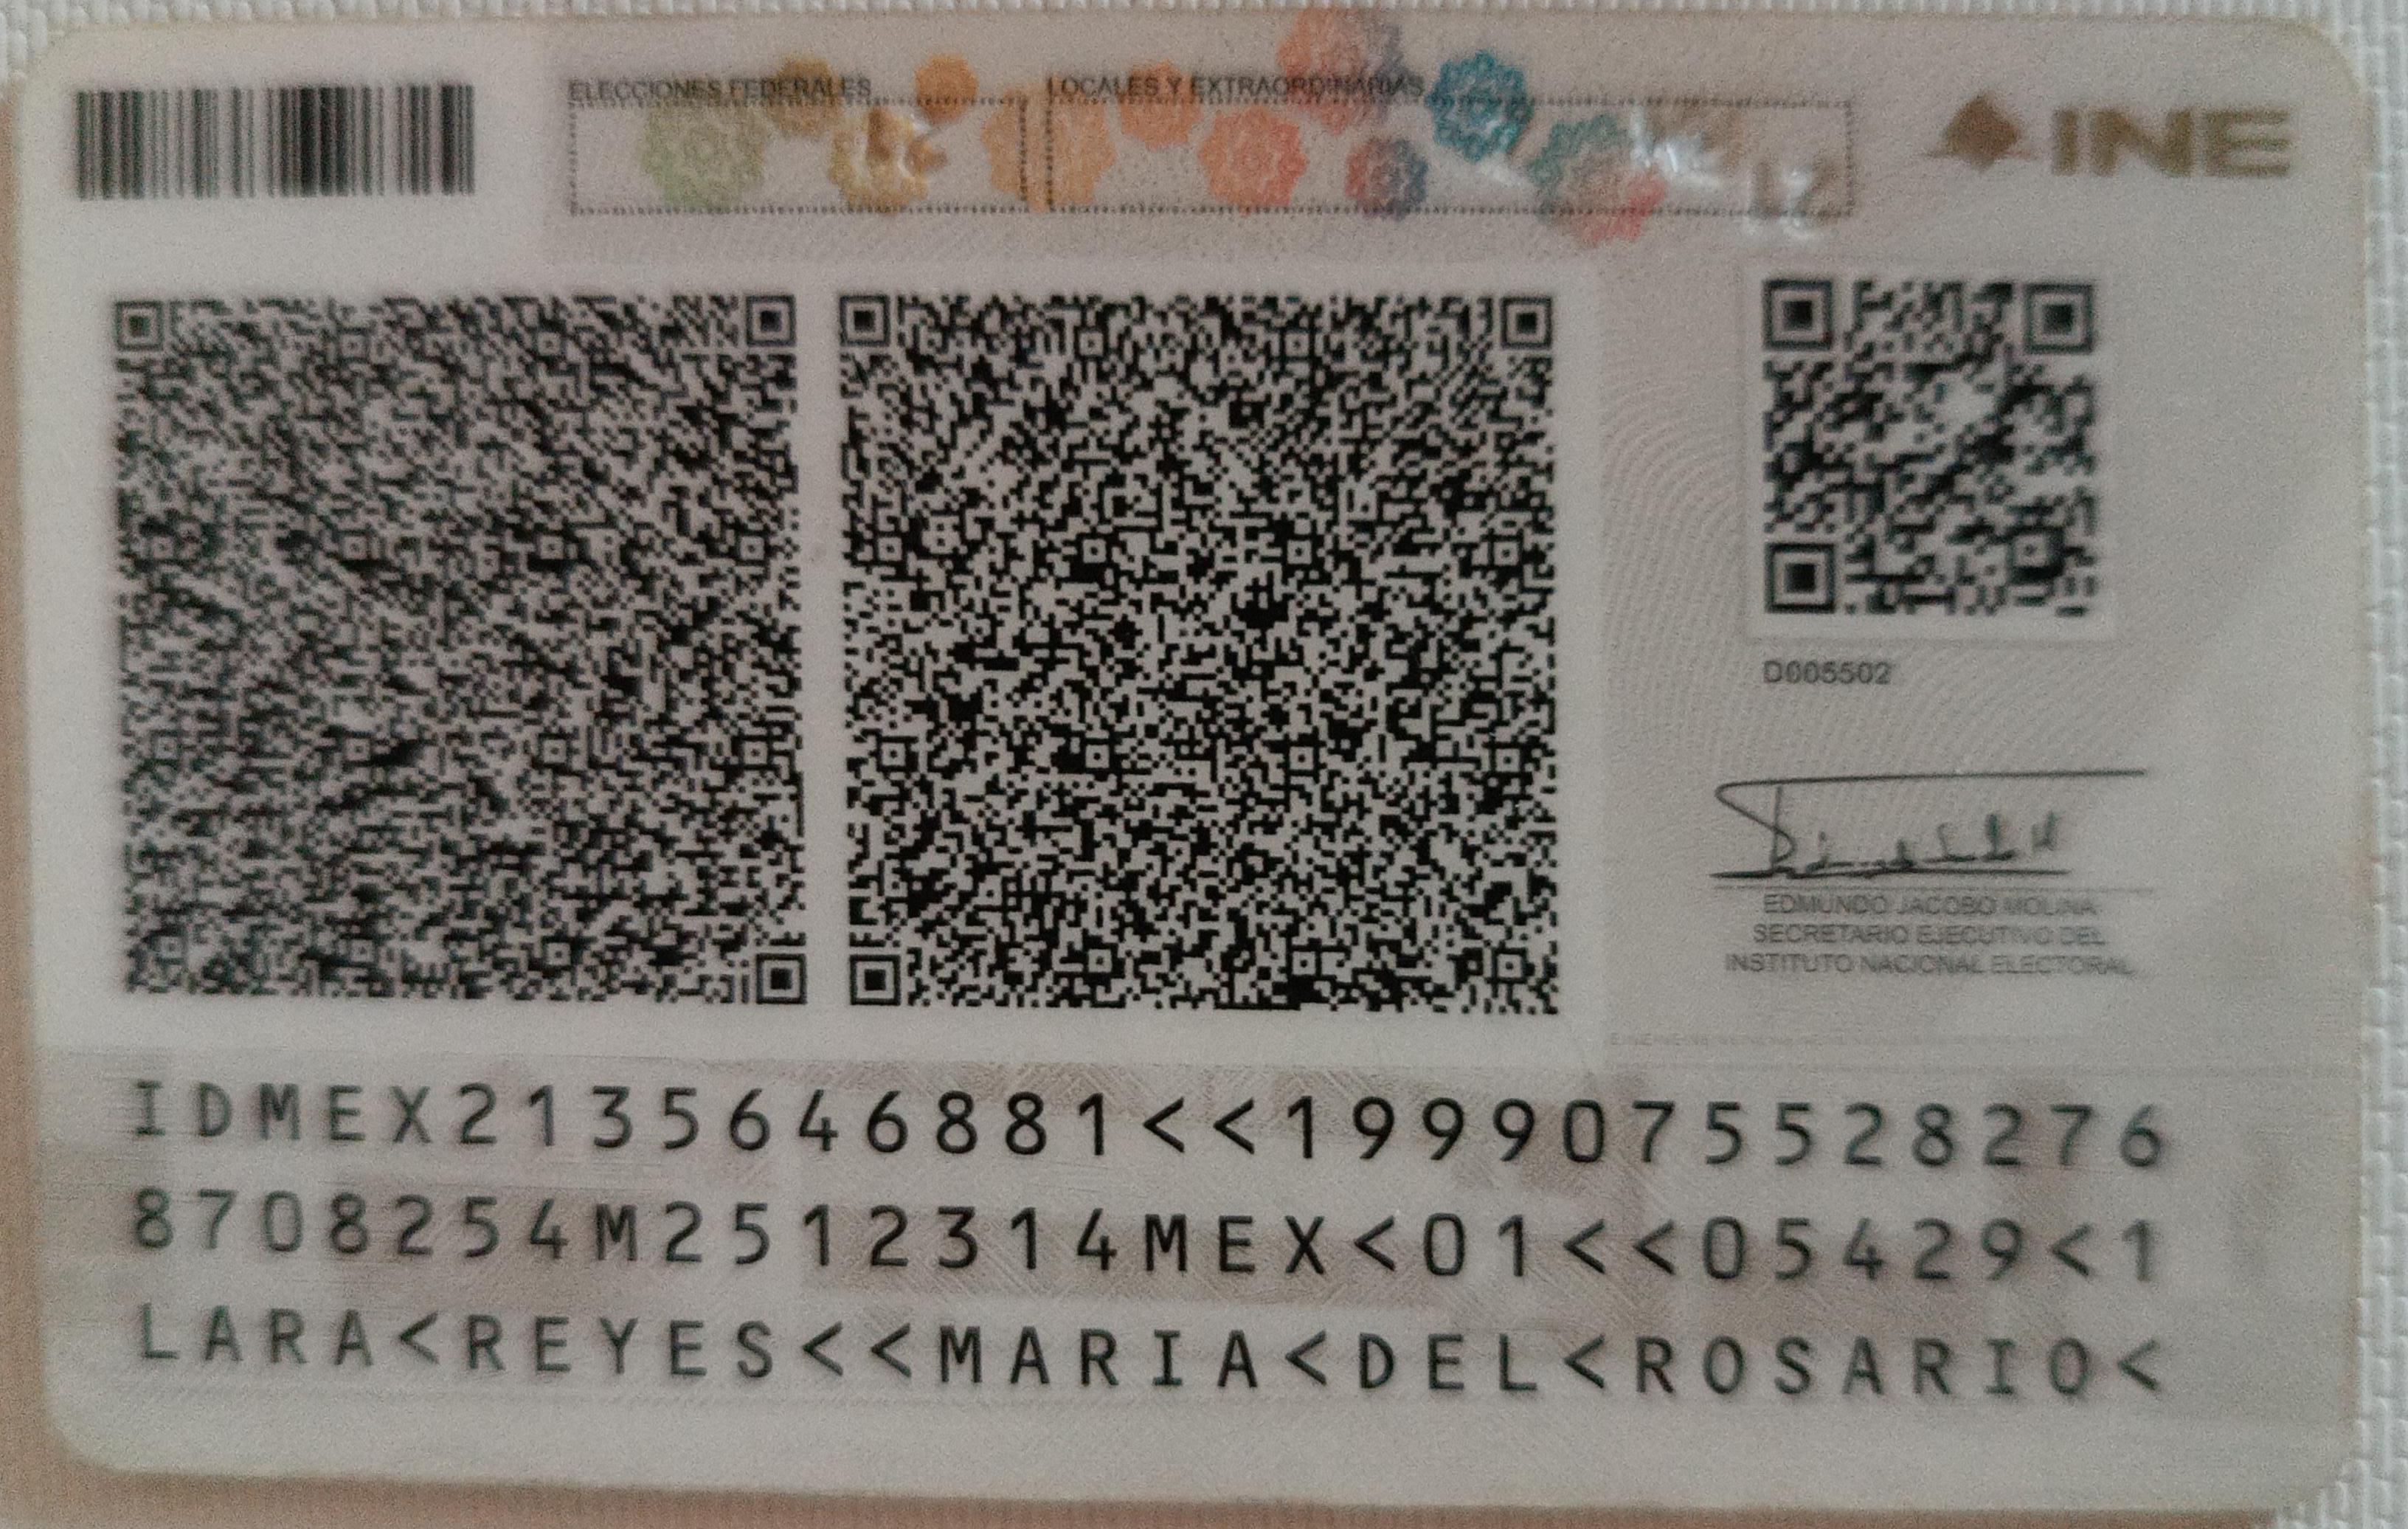 ELECCIONES FEDERALES
LOCALES Y EXTRAORDINARIAS
21
INE
D005502
EDMUNDO JACOBO MOLINA
SECRETARIO EJECUTIVO DEL
INSTITUTO NACIONAL ELECTORAL
IDMEX2135646881<<1999075528276
8708254M2512314MEX<01<<05429<1
LARA<REYES<<MARIA<DEL<ROSARIO<